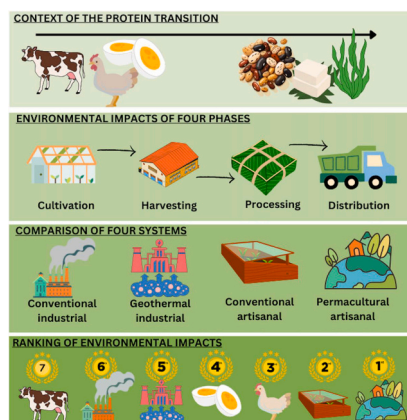 CONTEXT OF THE PROTEIN TRANSITION
ENVIRONMENTAL IMPACTS OF FOUR PHASES
Cultivation
Harvesting
Processing
Distribution
COMPARISON OF FOUR SYSTEMS
Conventional
industrial
Geothermal
industrial
Conventional
artisanal
Permacultural
artisanal
RANKING OF ENVIRONMENTAL IMPACTS
7
6
5
4
3
2
1